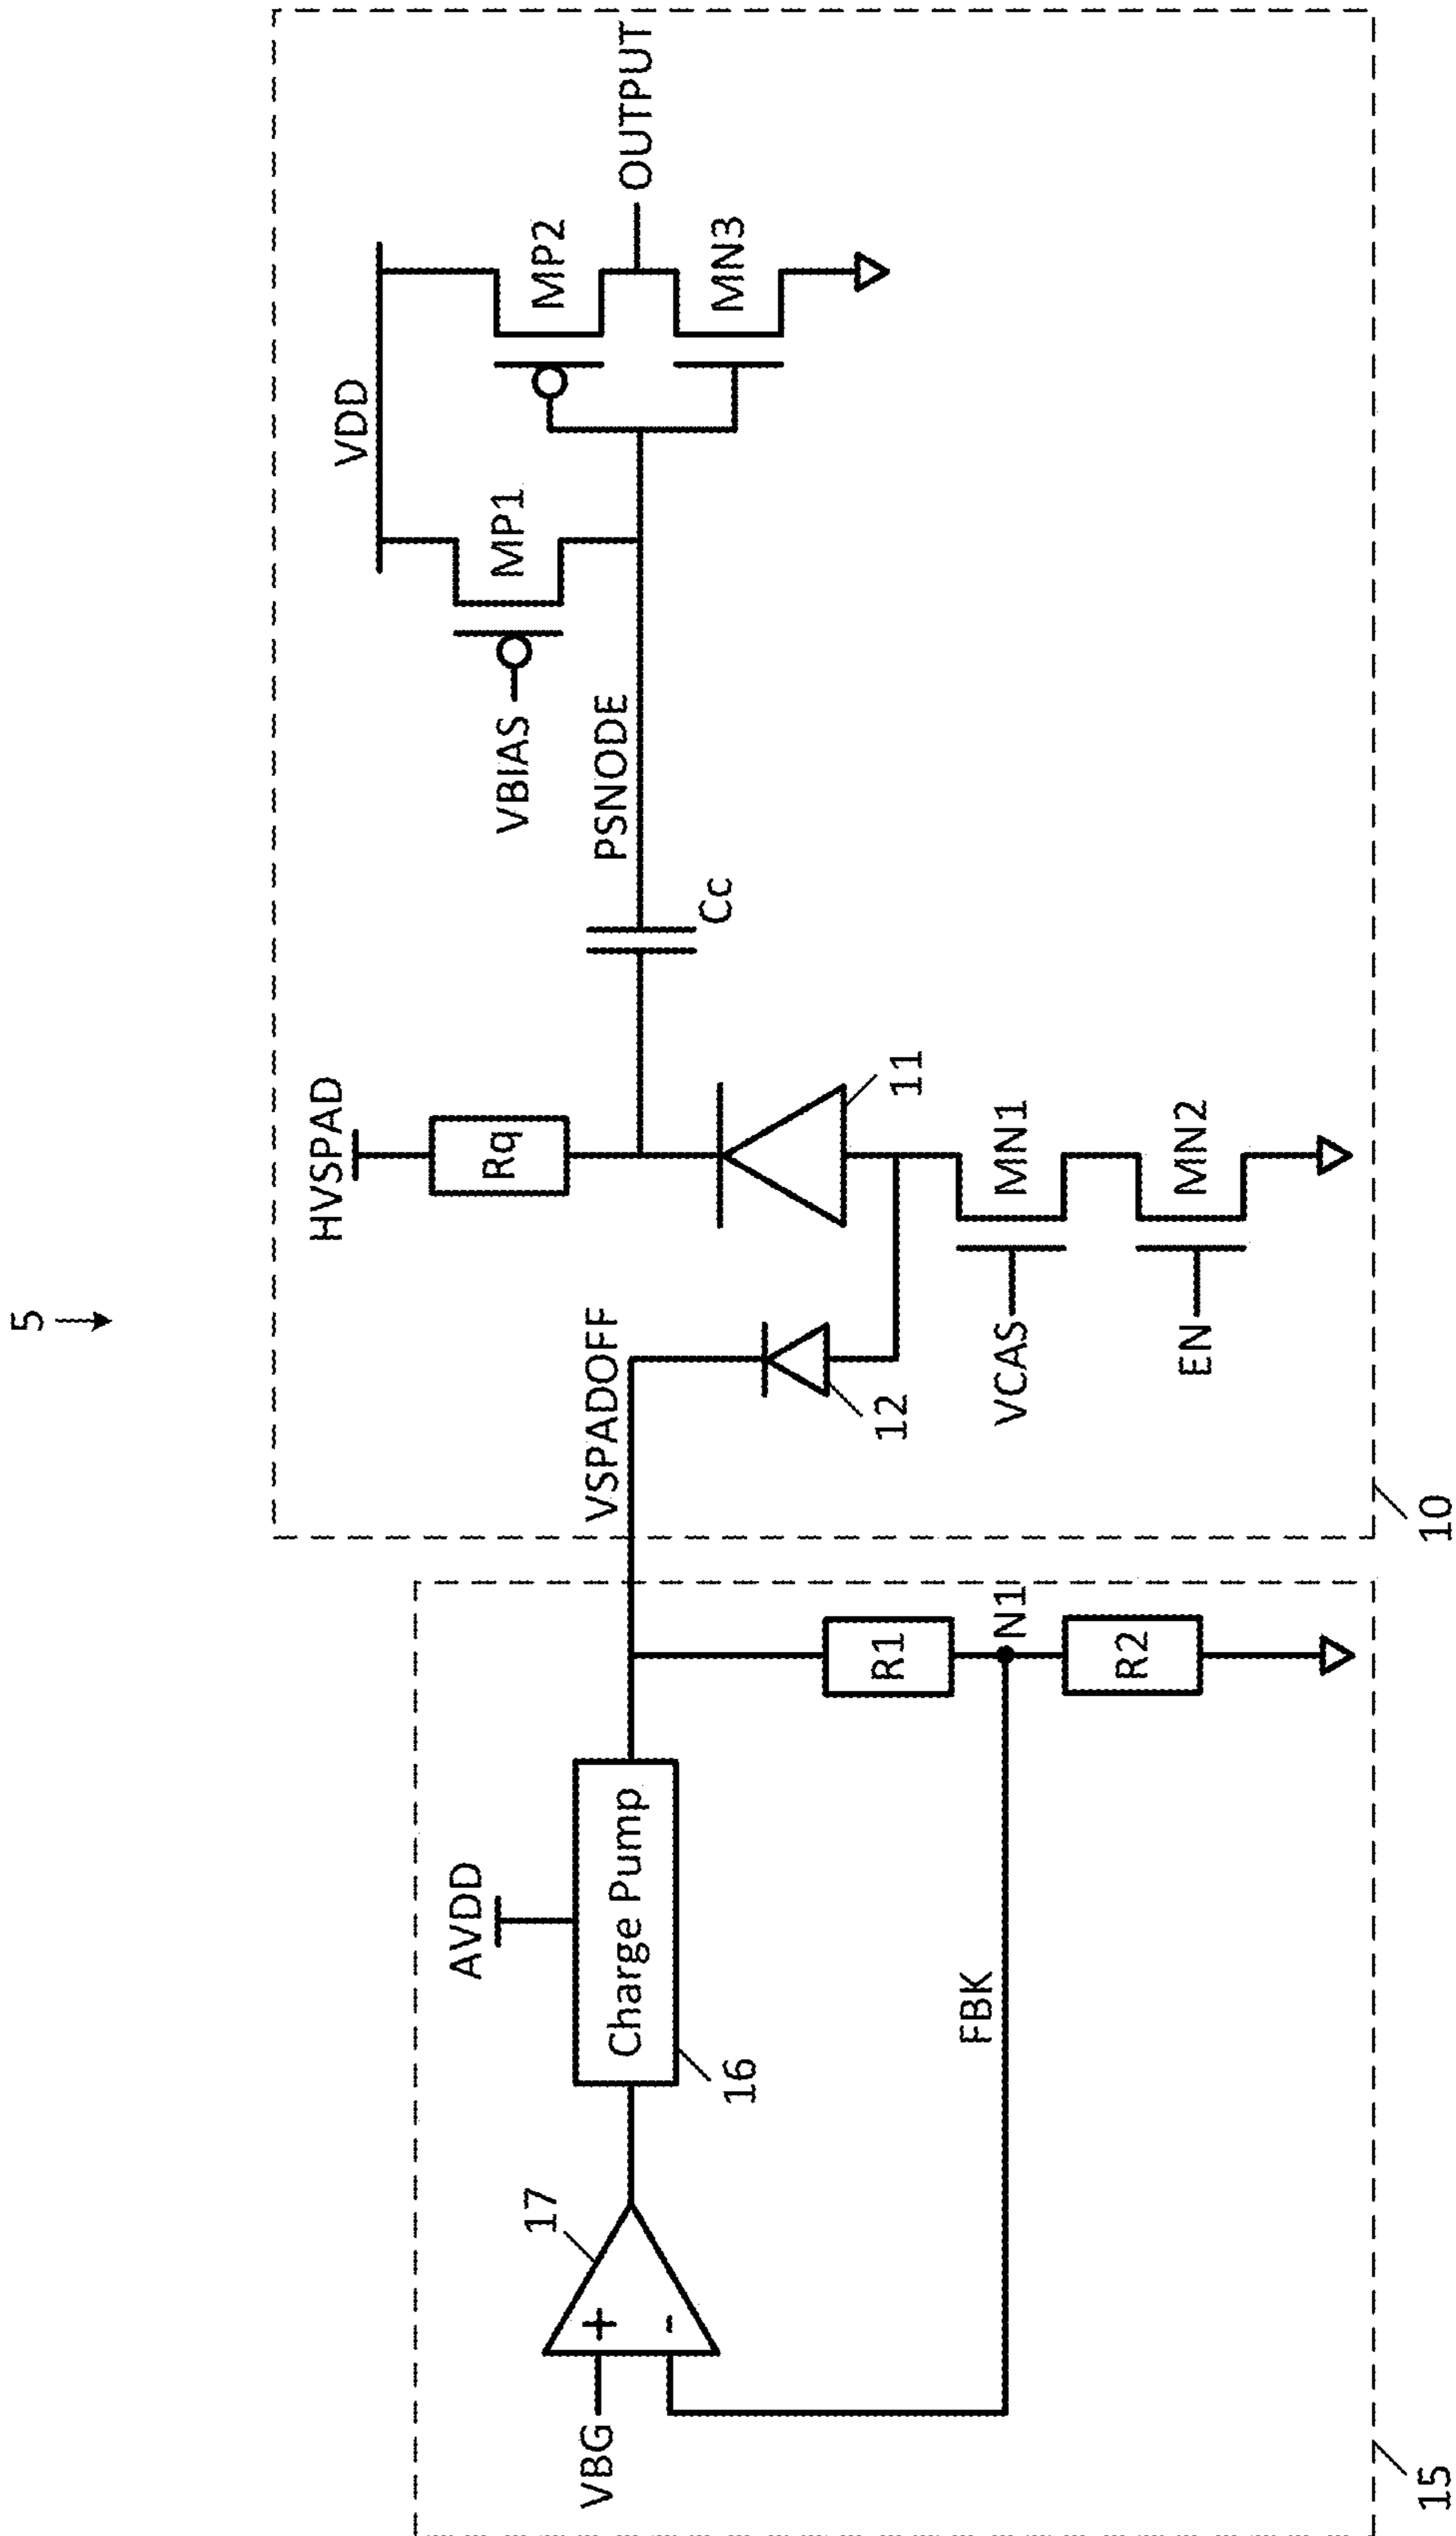 5
HVSPAD
VDD
Rq
MP1
MP2
VBIAS
OUTPUT
PSNODE
MN3
Cc
VSPADOFF
11
12
VCAS
MN1
EN
MN2
10
AVDD
17
Charge Pump
16
VBG
+
-
R1
N1
FBK
R2
15